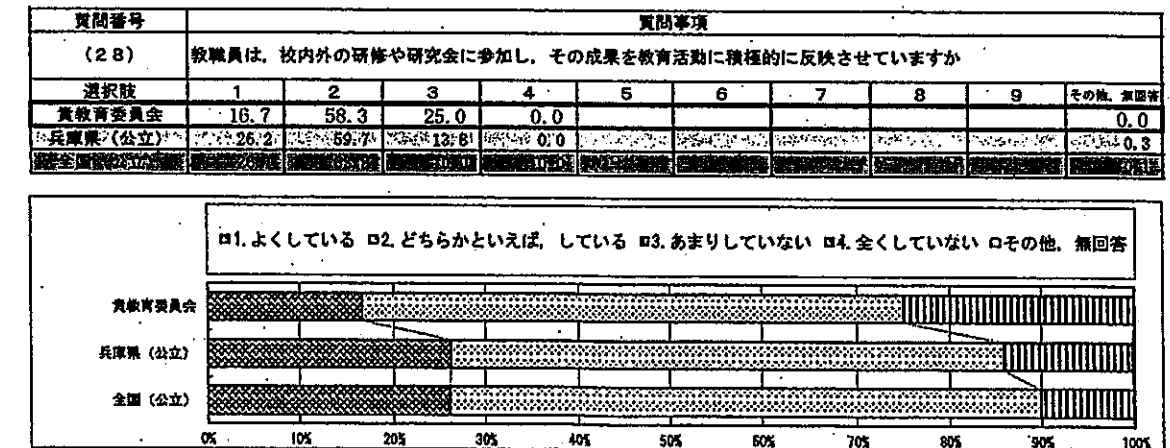 質問番号 質問事項
(28) 教職員は、校内外の研修や研究会に参加し、その成果を教育活動に積極的に反映させていますか
選択肢 1 2 3 4 5 6 7 8 9 その他，無回答
貴教育委員会 16.7 58.3 25.0 0.0 0.0
兵庫県（公立） 26.2 59.7 13.8 0.0 0.3
1.よくしている 2.どちらかといえば，している 3.あまりしていない 4.全くしていない その他，無回答
貴教育委員会
兵庫県（公立）
全国（公立）
0% 10% 20% 30% 40% 50% 60% 70% 80% 90% 100%